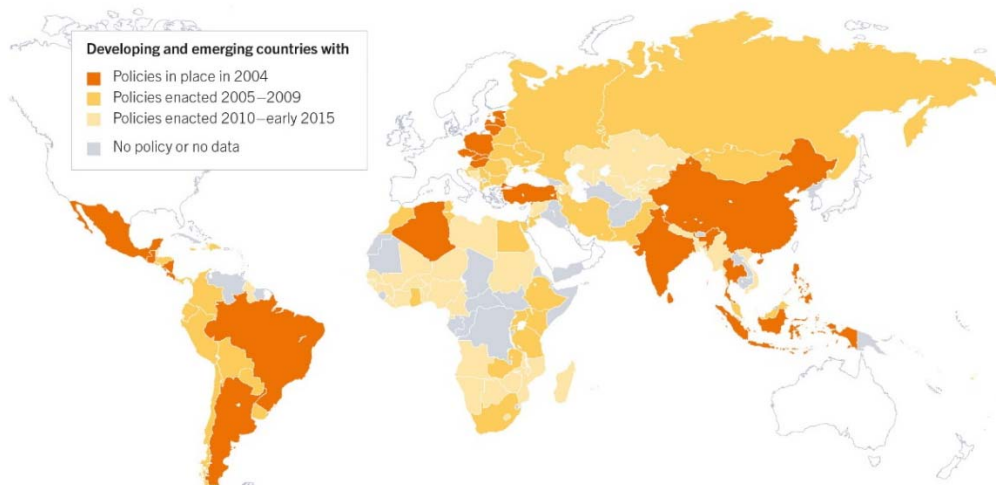 Developing and emerging countries with
Policies in place in 2004
Policies enacted 2005–2009
Policies enacted 2010–early 2015
No policy or no data